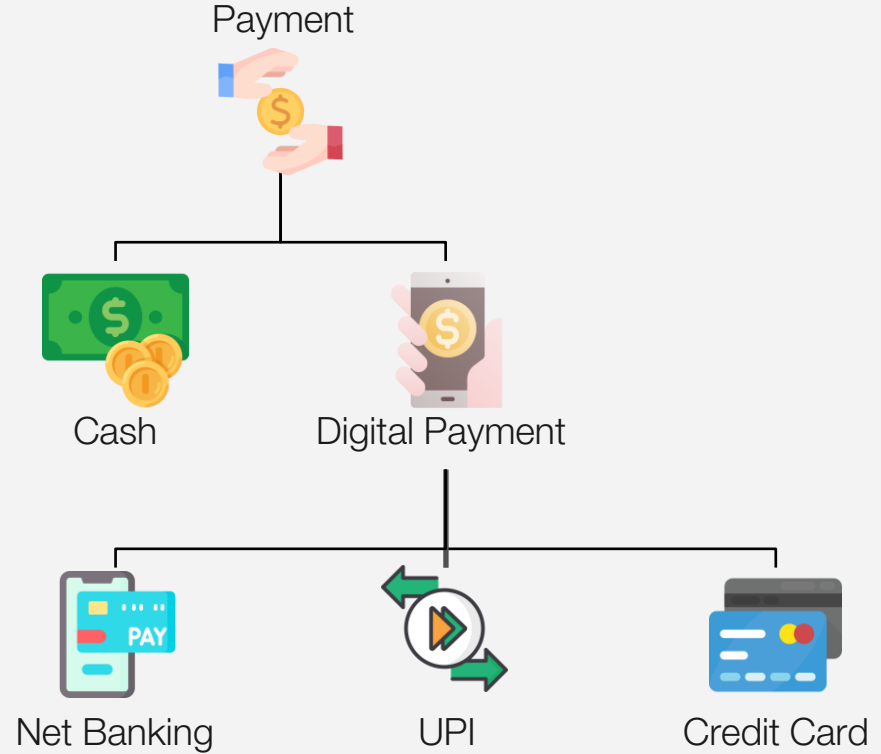 Payment
$
$
$
Cash
Digital Payment
PAY
Net Banking
UPI
Credit Card